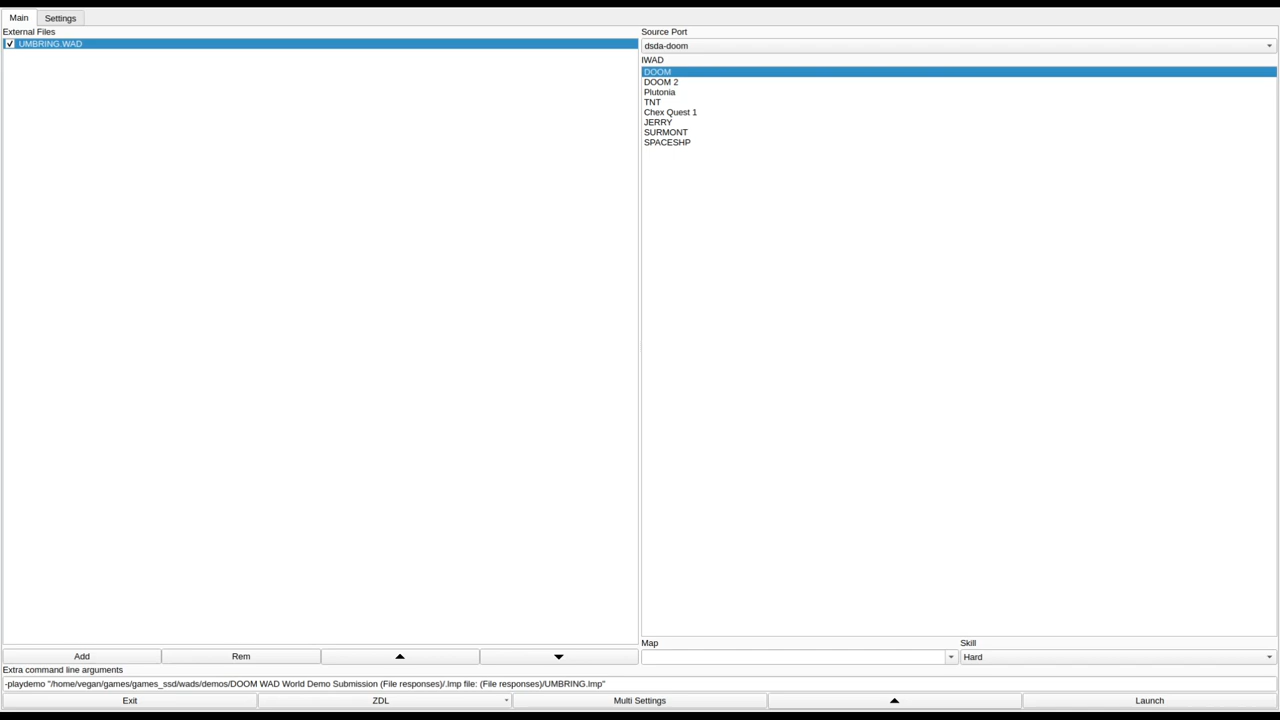 Main Settings
External Files
UMBRING.WAD
Source Port
dsda-doom
IWAD
DOOM
DOOM 2
Plutonia
TNT
Chex Quest 1
JERRY
SURMONT
SPACESHP
Map Skill
Hard
Add Rem
Extra command line arguments
-playdemo "/home/vegan/games/games_ssd/wads/demos/DOOM WAD World Demo Submission (File responses)/.lmp file: (File responses)/UMBRING.lmp"
Exit ZDL Multi Settings Launch